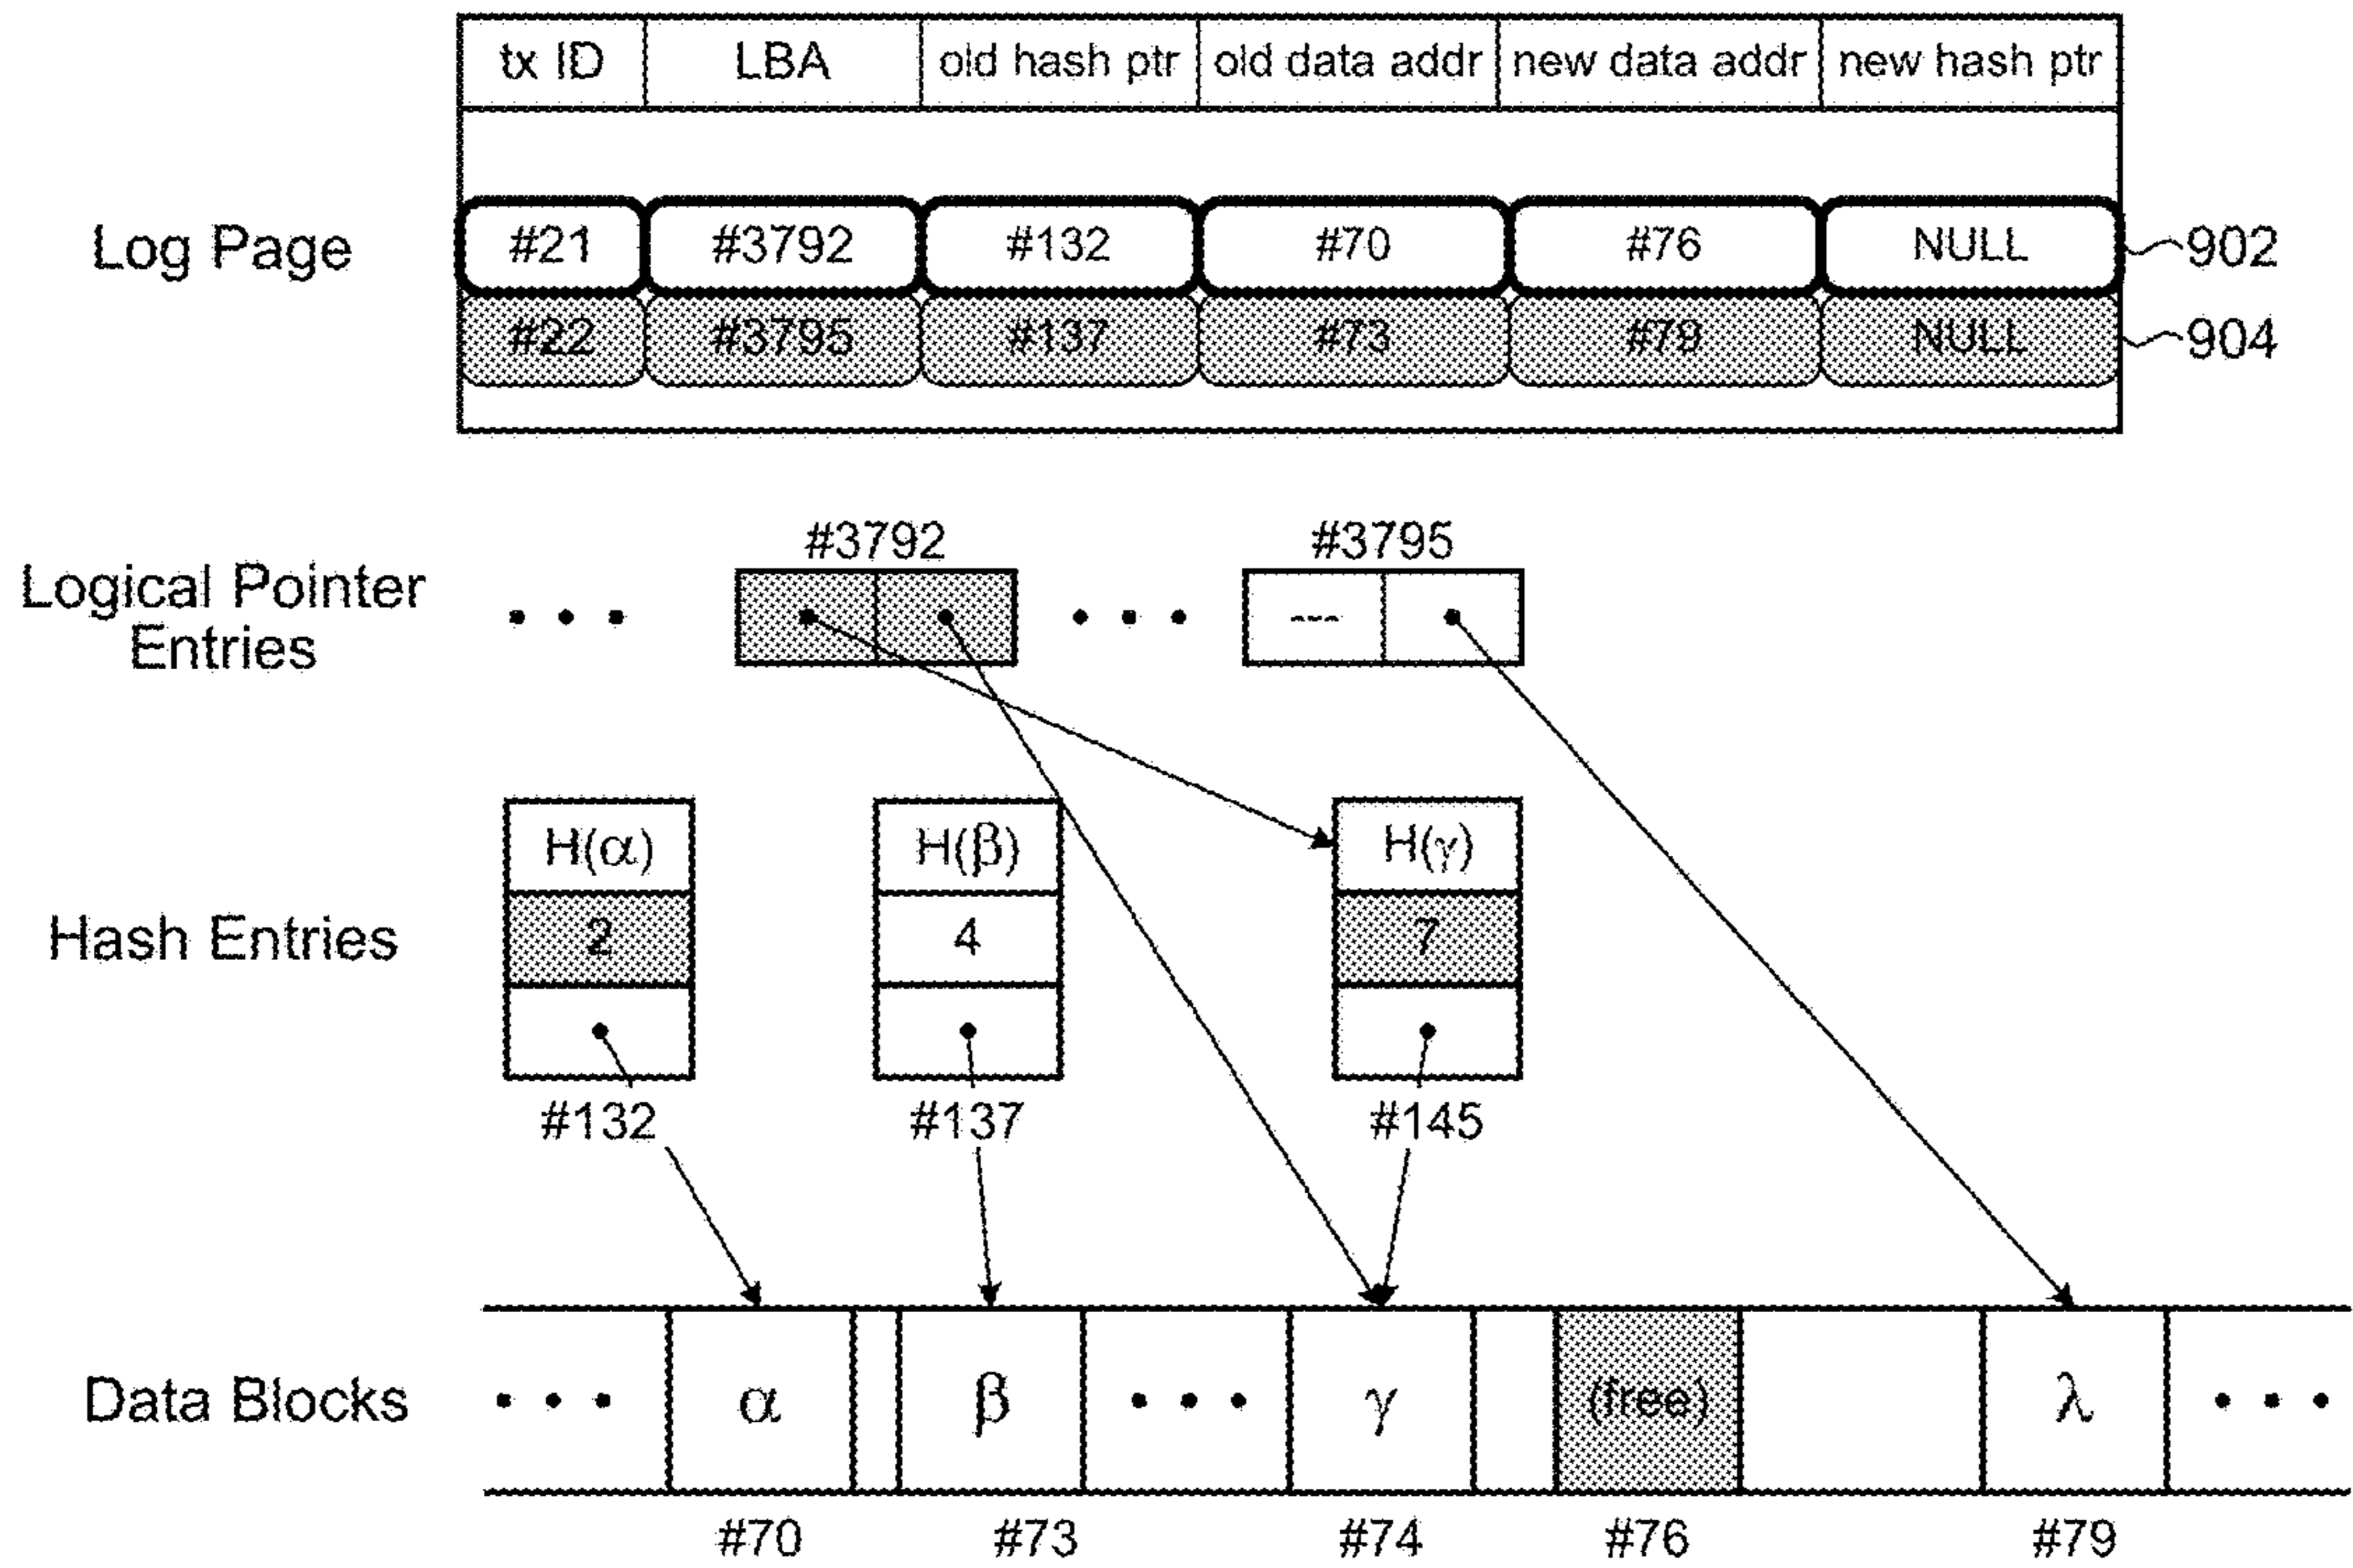 tx ID LBA old hash ptr old data addr new data addr new hash ptr
Log Page #21 #3792 #132 #70 #76 NULL 902
#22 #3795 #137 #73 #79 NULL 904
#3792 #3795
Logical Pointer
Entries
• • • • • • ---
H(α) H(β) H(γ)
Hash Entries 2 4 7
#132 #137 #145
Data Blocks • • • α β • • • γ (free) λ • • •
#70 #73 #74 #76 #79